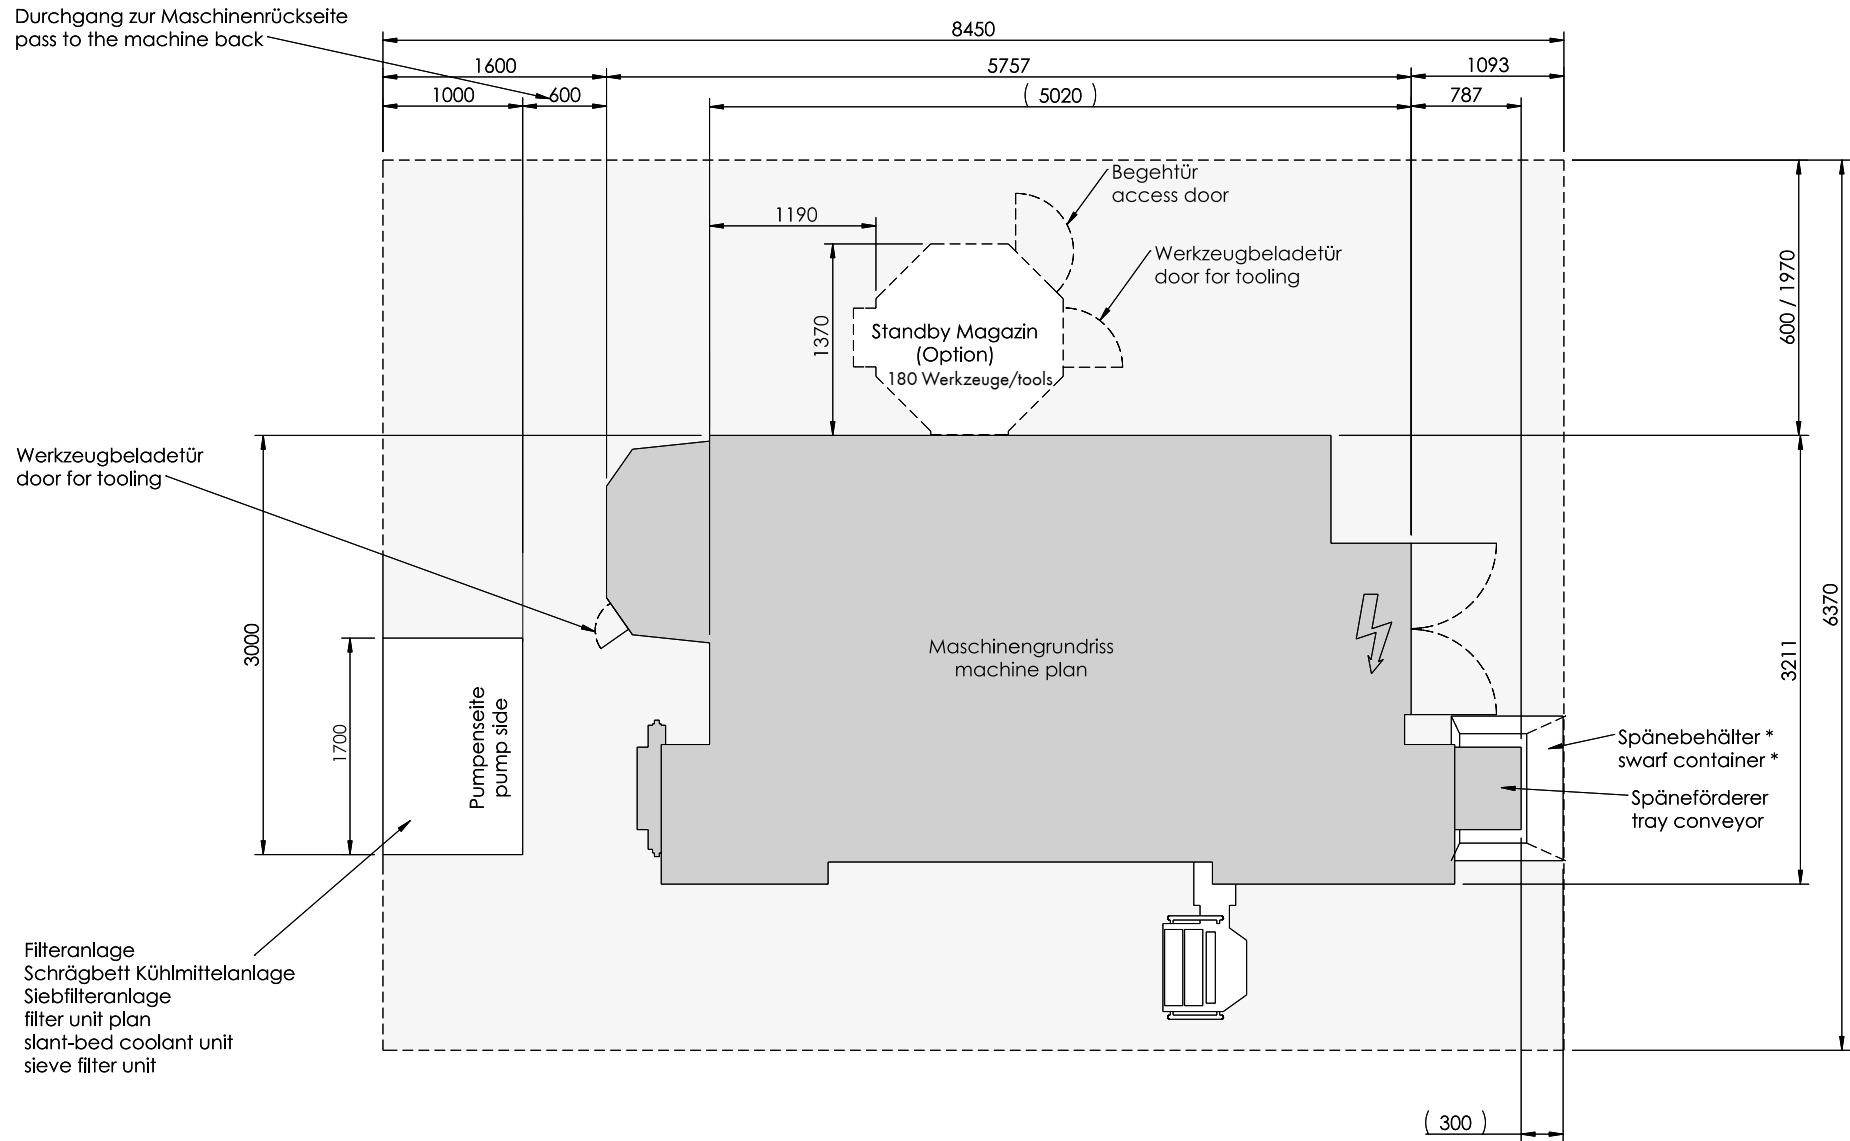 Durchgang zur Maschinenrückseite
pass to the machine back
8450
1600
5757
1093
1000
600
( 5020 )
787
Begehtür
access door
1190
Werkzeugbeladetür
door for tooling
600 / 1970
1370
Standby Magazin
(Option)
180 Werkzeuge/tools
Werkzeugbeladetür
door for tooling
3000
6370
3211
Maschinengrundriss
machine plan
1700
Pumpenseite
pump side
Spänebehälter *
swarf container *
Späneförderer
tray conveyor
Filteranlage
Schrägbett Kühlmittelanlage
Siebfilteranlage
filter unit plan
slant-bed coolant unit
sieve filter unit
( 300 )